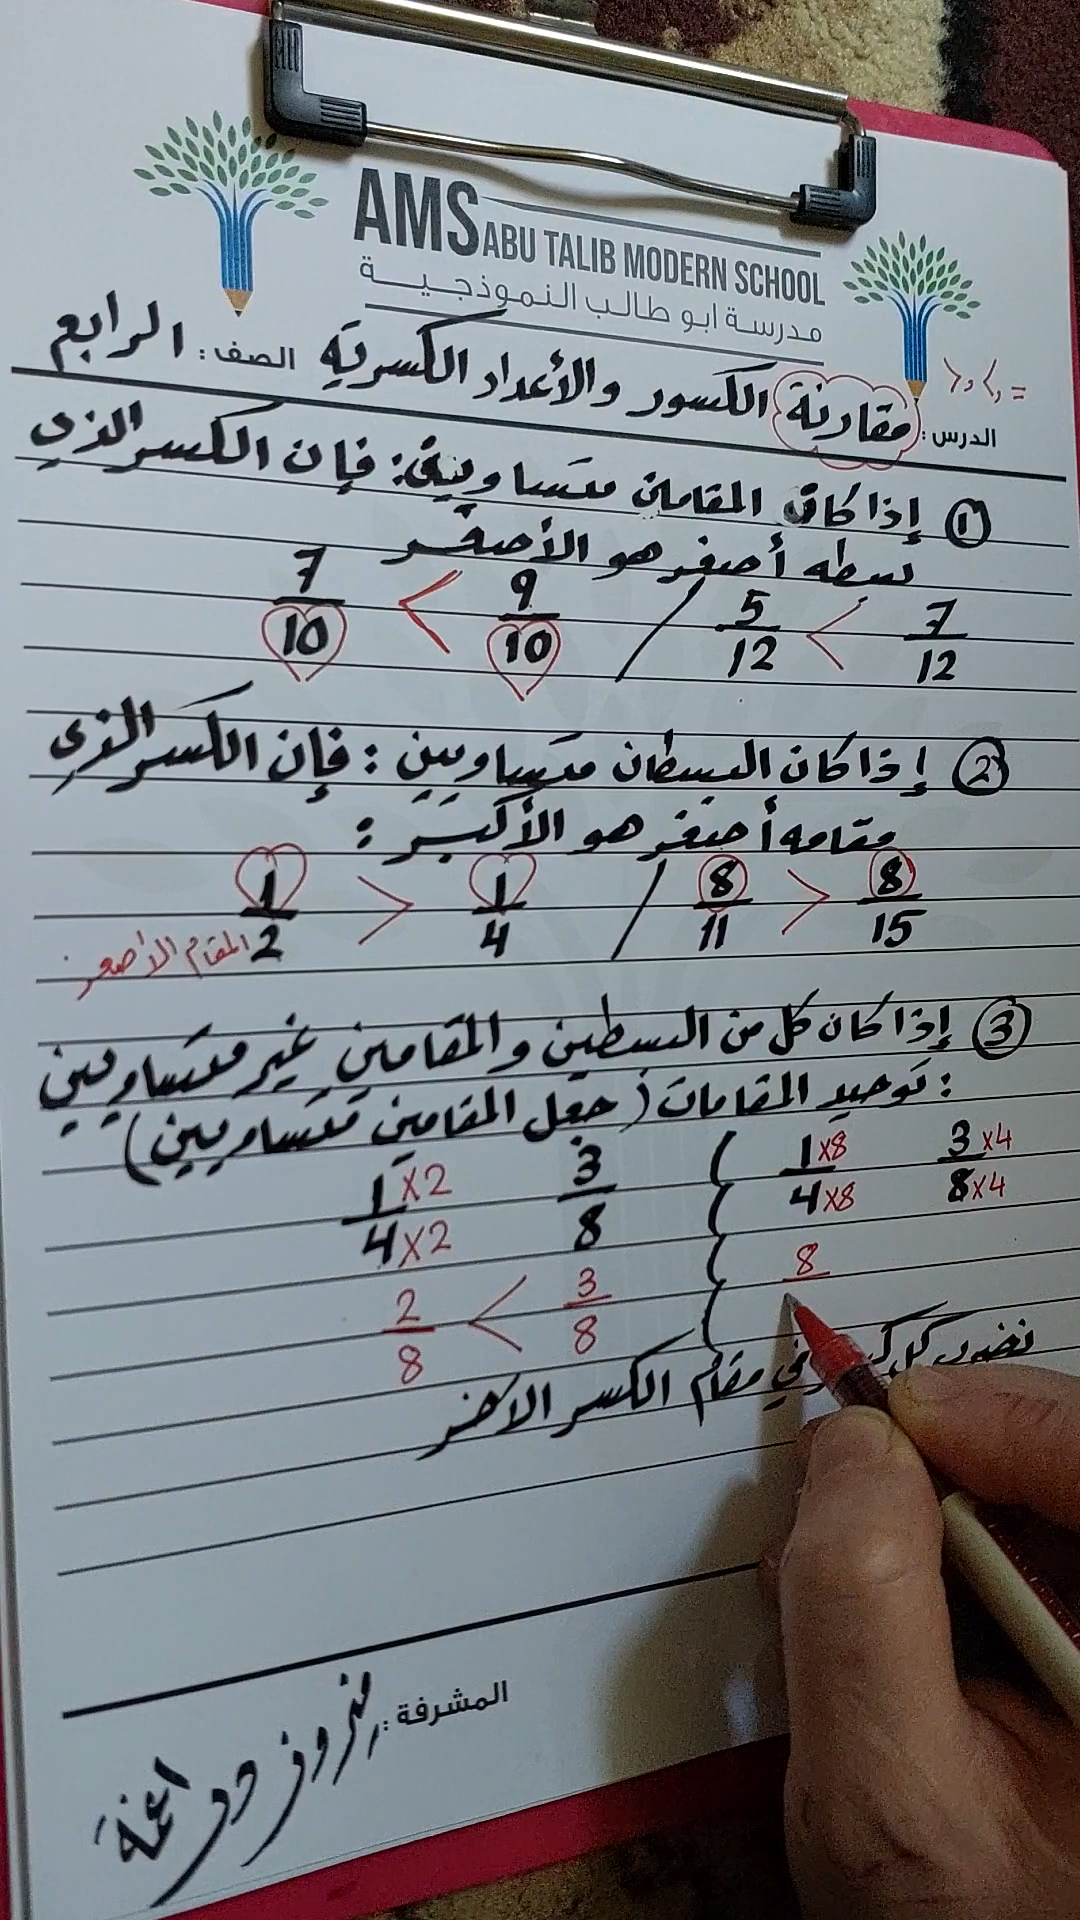 AMS ABU TALIB MODERN SCHOOL
مدرسة ابو طالب النموذجية
الدرس: مقارنة الكسور والأعداد الكسرية الصف: الرابع
> , < , =
① إذا كان المقامين متساويين: فإن الكسر الذي
بسطه أصغر هو الأصغر
7/10 < 9/10 / 5/12 < 7/12
② إذا كان البسطان متساويين: فإن الكسر الذي
مقامه أصغر هو الأكبر:
1/2 > 1/4 / 8/11 > 8/15
المقام الأصغر
③ إذا كان كل من البسطين والمقامين غير متساويين
: توحيد المقامات (جعل المقامين متساويين)
1×2/4×2 3/8 1×8/4×8 3×4/8×4
2/8 < 3/8 8
نضرب كل في مقام الكسر الآخر
المشرفة: